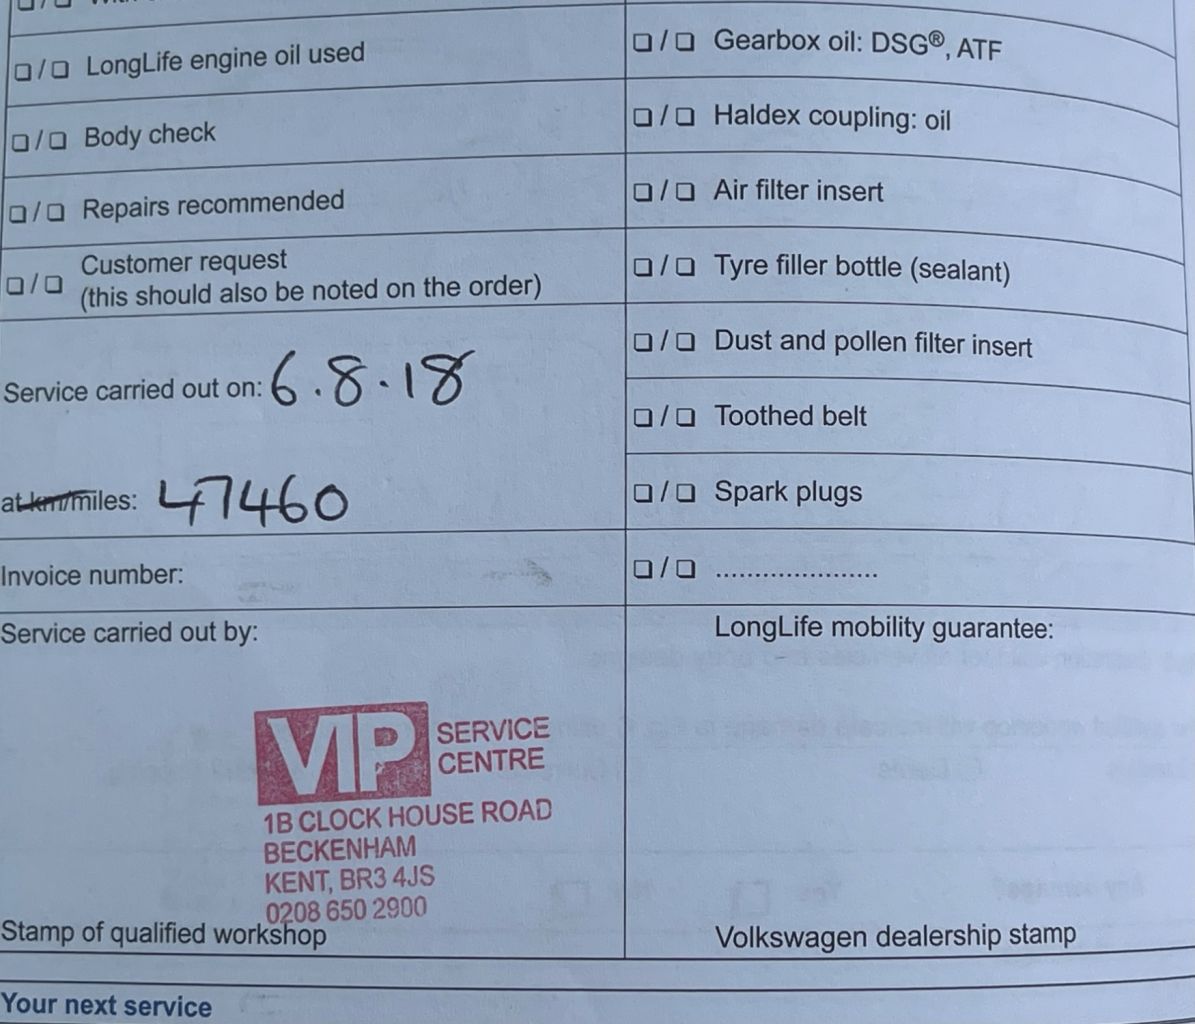 ❏/❏ LongLife engine oil used
❏/❏ Body check
❏/❏ Repairs recommended
❏/❏ Customer request
(this should also be noted on the order)
Service carried out on: 6.8.18
at km/miles: 47460
Invoice number:
Service carried out by:
VIP SERVICE
CENTRE
1B CLOCK HOUSE ROAD
BECKENHAM
KENT, BR3 4JS
0208 650 2900
Stamp of qualified workshop
❏/❏ Gearbox oil: DSG®, ATF
❏/❏ Haldex coupling: oil
❏/❏ Air filter insert
❏/❏ Tyre filler bottle (sealant)
❏/❏ Dust and pollen filter insert
❏/❏ Toothed belt
❏/❏ Spark plugs
❏/❏ .....................
LongLife mobility guarantee:
Volkswagen dealership stamp
Your next service